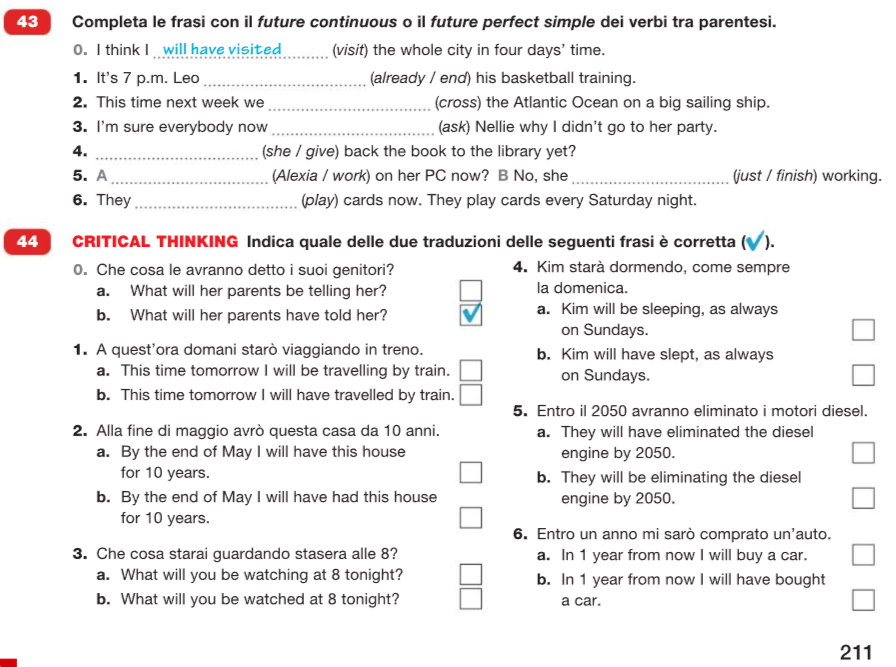 43 Completa le frasi con il future continuous o il future perfect simple dei verbi tra parentesi.
0. I think I will have visited (visit) the whole city in four days' time.
1. It's 7 p.m. Leo ................................ (already / end) his basketball training.
2. This time next week we ................................ (cross) the Atlantic Ocean on a big sailing ship.
3. I'm sure everybody now ................................ (ask) Nellie why I didn't go to her party.
4. ................................ (she / give) back the book to the library yet?
5. A ................................ (Alexia / work) on her PC now? B No, she ................................ (just / finish) working.
6. They ................................ (play) cards now. They play cards every Saturday night.
44 CRITICAL THINKING Indica quale delle due traduzioni delle seguenti frasi è corretta (✓).
0. Che cosa le avranno detto i suoi genitori?
a. What will her parents be telling her?
b. What will her parents have told her? ✓
1. A quest'ora domani starò viaggiando in treno.
a. This time tomorrow I will be travelling by train.
b. This time tomorrow I will have travelled by train.
2. Alla fine di maggio avrò questa casa da 10 anni.
a. By the end of May I will have this house
for 10 years.
b. By the end of May I will have had this house
for 10 years.
3. Che cosa starai guardando stasera alle 8?
a. What will you be watching at 8 tonight?
b. What will you be watched at 8 tonight?
4. Kim starà dormendo, come sempre
la domenica.
a. Kim will be sleeping, as always
on Sundays.
b. Kim will have slept, as always
on Sundays.
5. Entro il 2050 avranno eliminato i motori diesel.
a. They will have eliminated the diesel
engine by 2050.
b. They will be eliminating the diesel
engine by 2050.
6. Entro un anno mi sarò comprato un'auto.
a. In 1 year from now I will buy a car.
b. In 1 year from now I will have bought
a car.
211